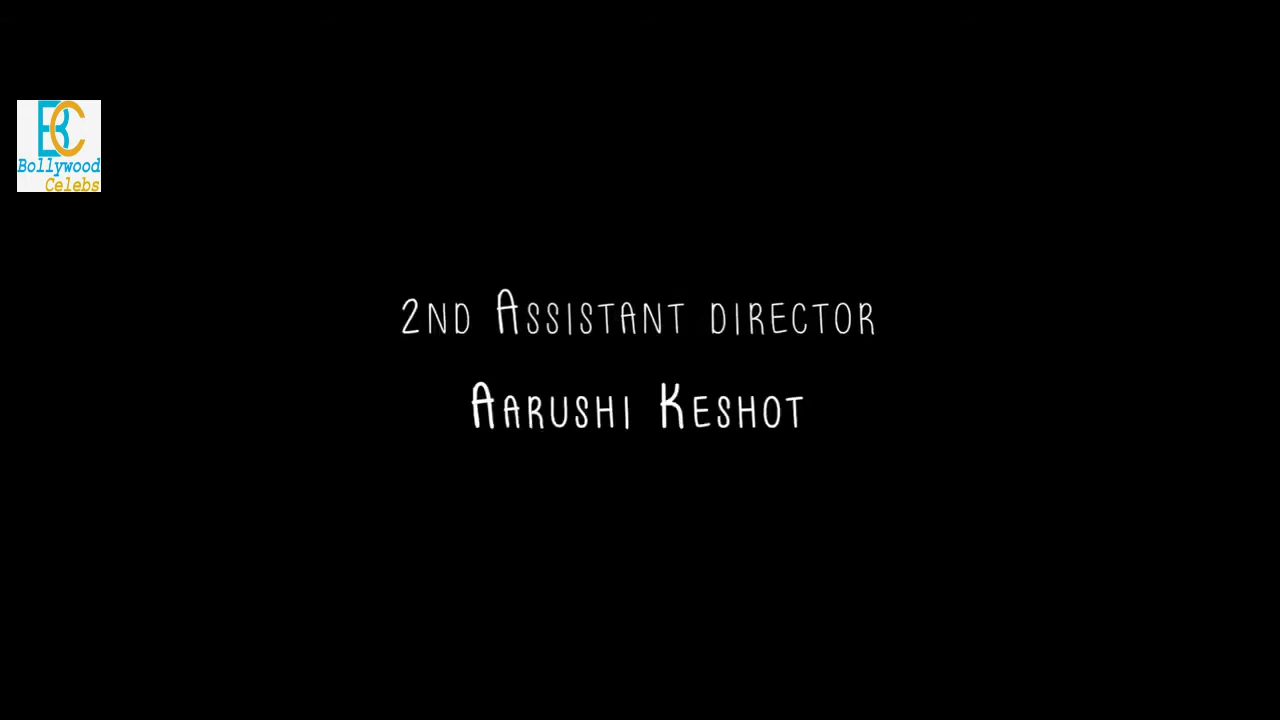 BC
Bollywood
Celebs
2ND ASSISTANT DIRECTOR
AARUSHI KESHOT